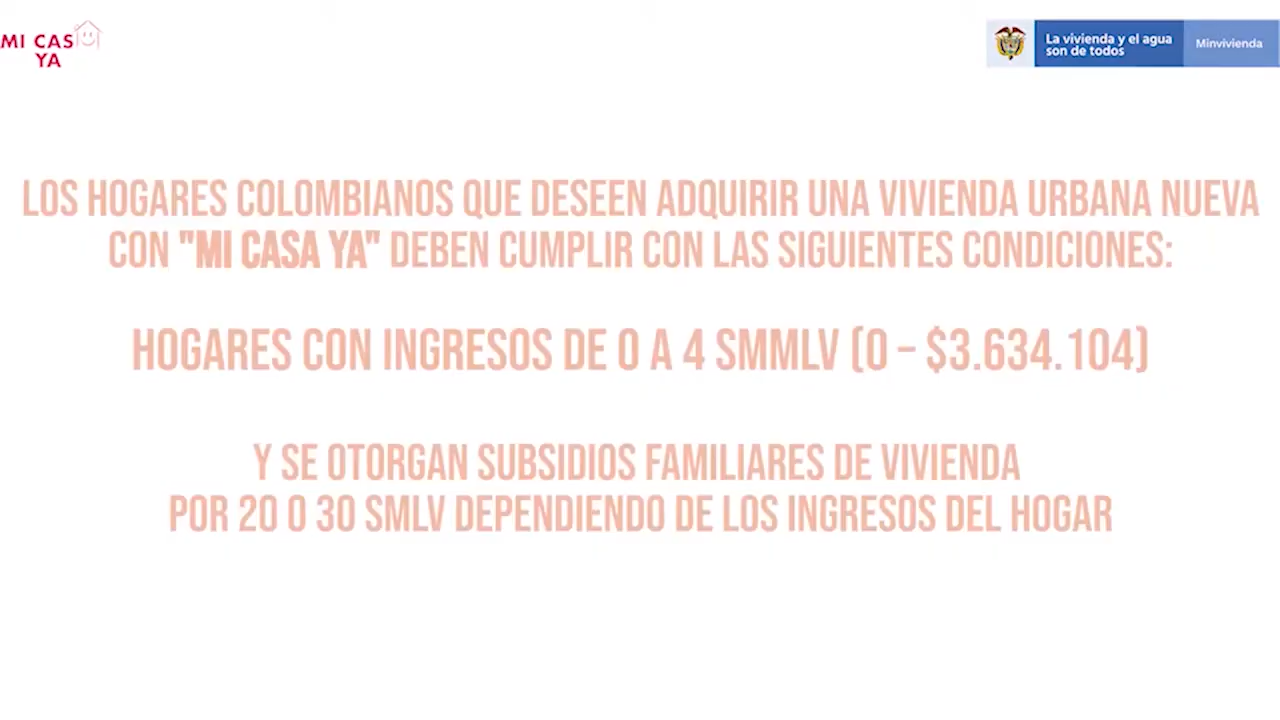 MI CAS
YA
La vivienda y el agua
son de todos
Minvivienda
LOS HOGARES COLOMBIANOS QUE DESEEN ADQUIRIR UNA VIVIENDA URBANA NUEVA
CON "MI CASA YA" DEBEN CUMPLIR CON LAS SIGUIENTES CONDICIONES:
HOGARES CON INGRESOS DE 0 A 4 SMMLV (0 – $3.634.104)
Y SE OTORGAN SUBSIDIOS FAMILIARES DE VIVIENDA
POR 20 O 30 SMLV DEPENDIENDO DE LOS INGRESOS DEL HOGAR